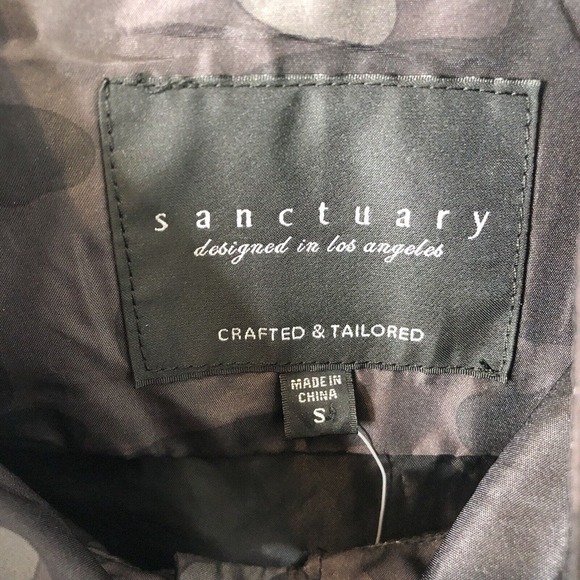 sanctuary
designed in los angeles
CRAFTED & TAILORED
MADE IN
CHINA
S